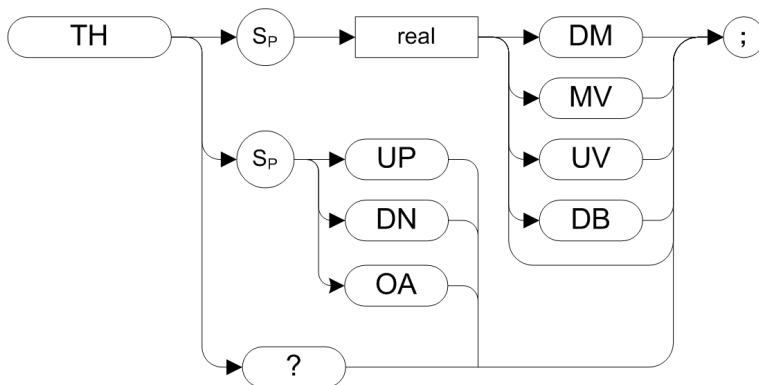 TH SP real DM ;
MV
SP UP UV
DN DB
OA
?